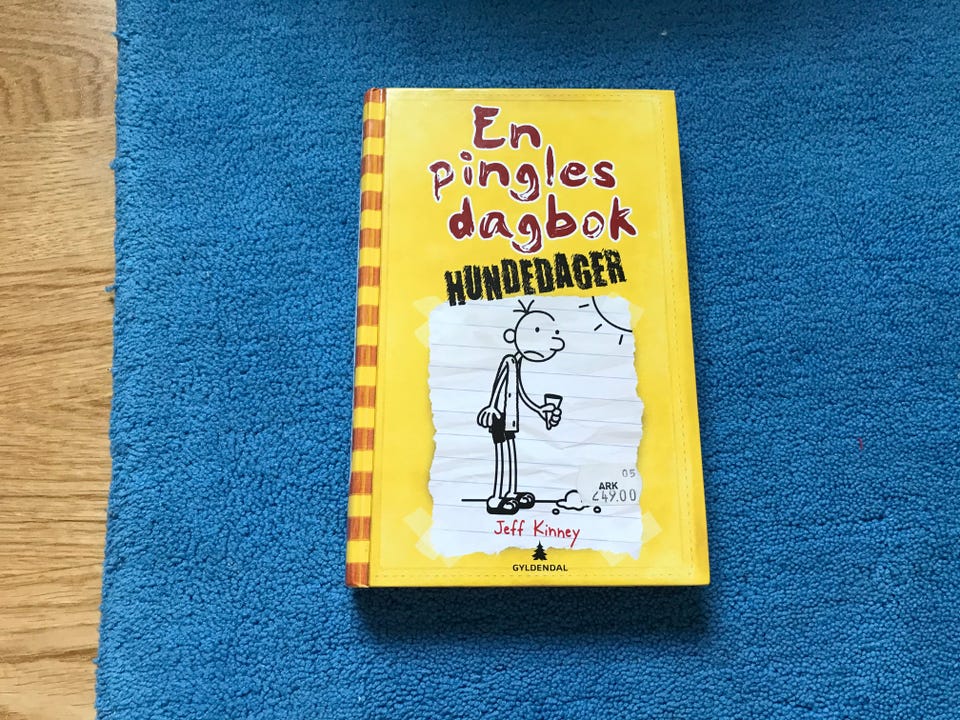 En
pingles
dagbok
HUNDEDAGER
05
ARK
249.00
Jeff Kinney
GYLDENDAL